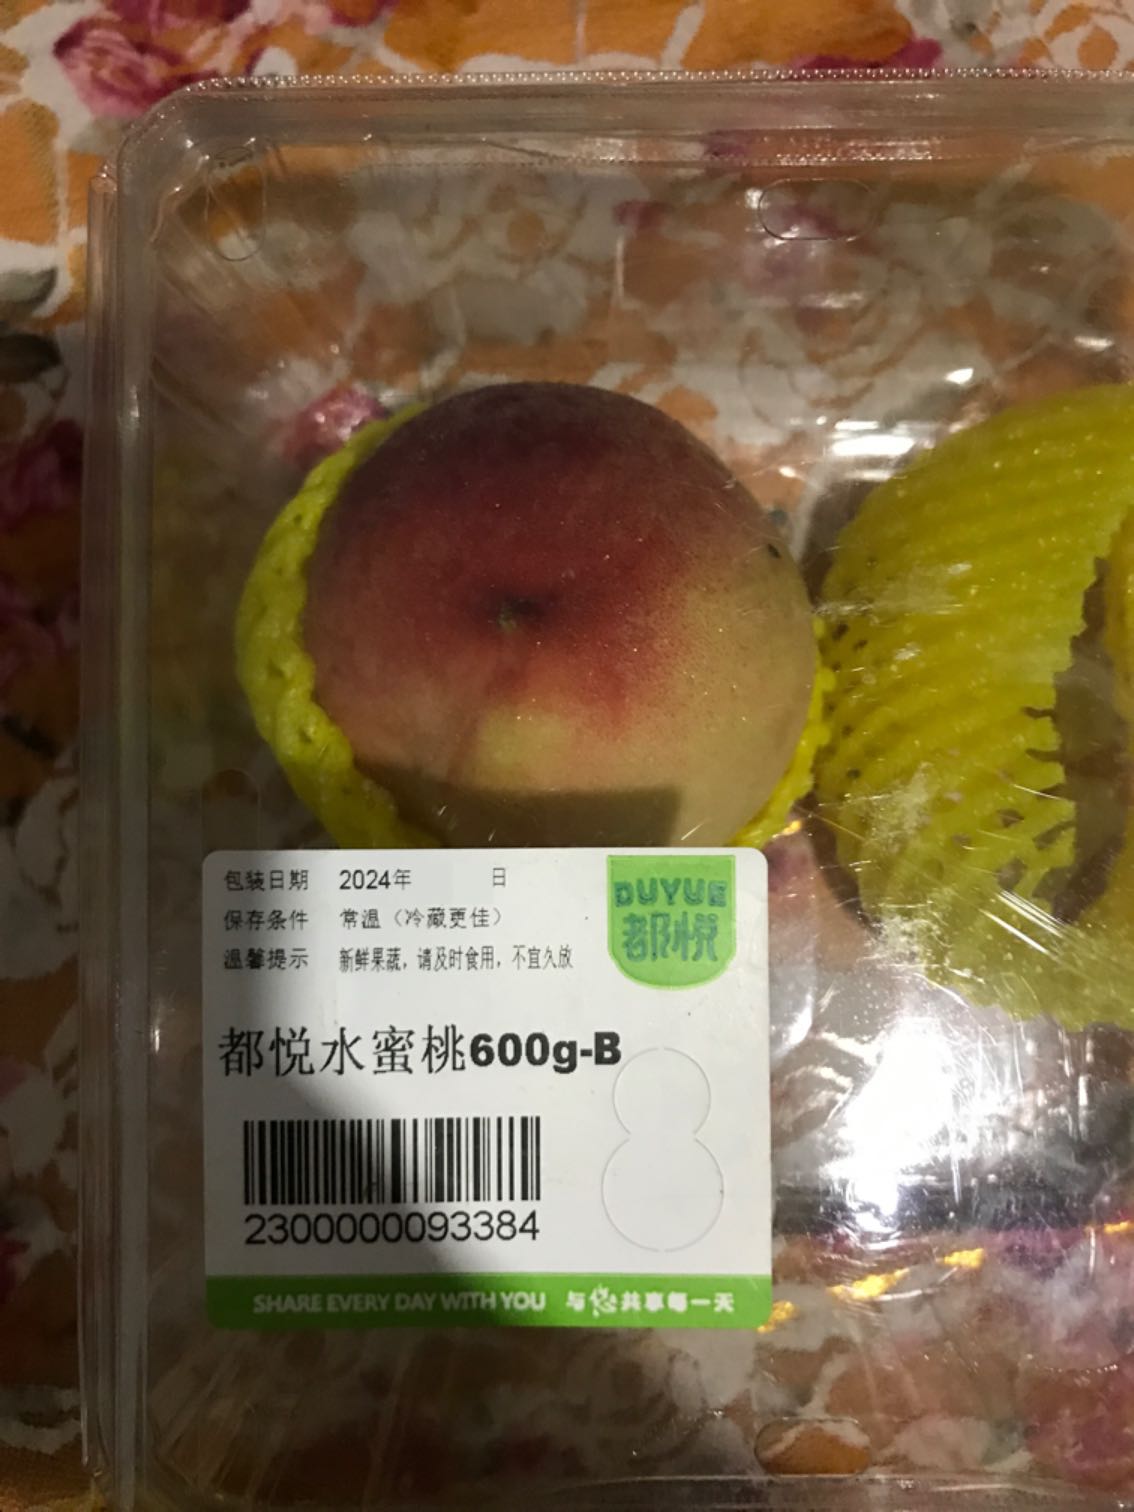 包装日期 2024年 日
保存条件 常温（冷藏更佳）
温馨提示 新鲜果蔬，请及时食用，不宜久放
DUYUE
都悦
都悦水蜜桃600g-B
2300000093384
SHARE EVERY DAY WITH YOU 与您共享每一天